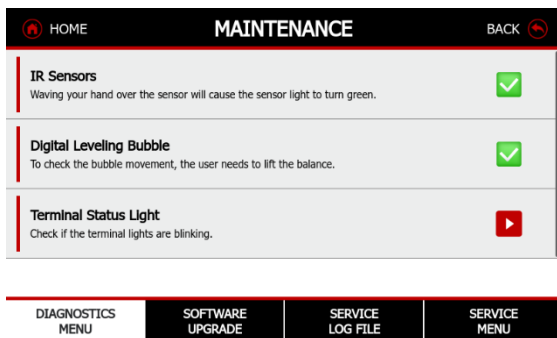 HOME
MAINTENANCE
BACK
IR Sensors
Waving your hand over the sensor will cause the sensor light to turn green.
Digital Leveling Bubble
To check the bubble movement, the user needs to lift the balance.
Terminal Status Light
Check if the terminal lights are blinking.
DIAGNOSTICS
MENU
SOFTWARE
UPGRADE
SERVICE
LOG FILE
SERVICE
MENU